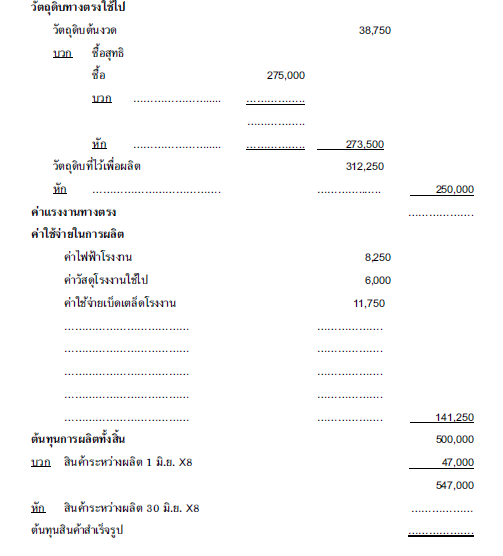 วัตถุดิบทางตรงใช้ไป
วัตถุดิบต้นงวด 38,750
บวก ซื้อสุทธิ
ซื้อ 275,000
บวก ........................ ................
................
หัก ........................ ................ 273,500
วัตถุดิบที่ไว้เพื่อผลิต 312,250
หัก ................................... ................. 250,000
ค่าแรงงานทางตรง ..................
ค่าใช้จ่ายในการผลิต
ค่าไฟฟ้าโรงงาน 8,250
ค่าวัสดุโรงงานใช้ไป 6,000
ค่าใช้จ่ายเบ็ดเตล็ดโรงงาน 11,750
................................... ..................
................................... ..................
................................... ..................
................................... ..................
................................... .................. 141,250
ต้นทุนการผลิตทั้งสิ้น 500,000
บวก สินค้าระหว่างผลิต 1 มิ.ย. X8 47,000
547,000
หัก สินค้าระหว่างผลิต 30 มิ.ย. X8 .................
ต้นทุนสินค้าสำเร็จรูป ..................